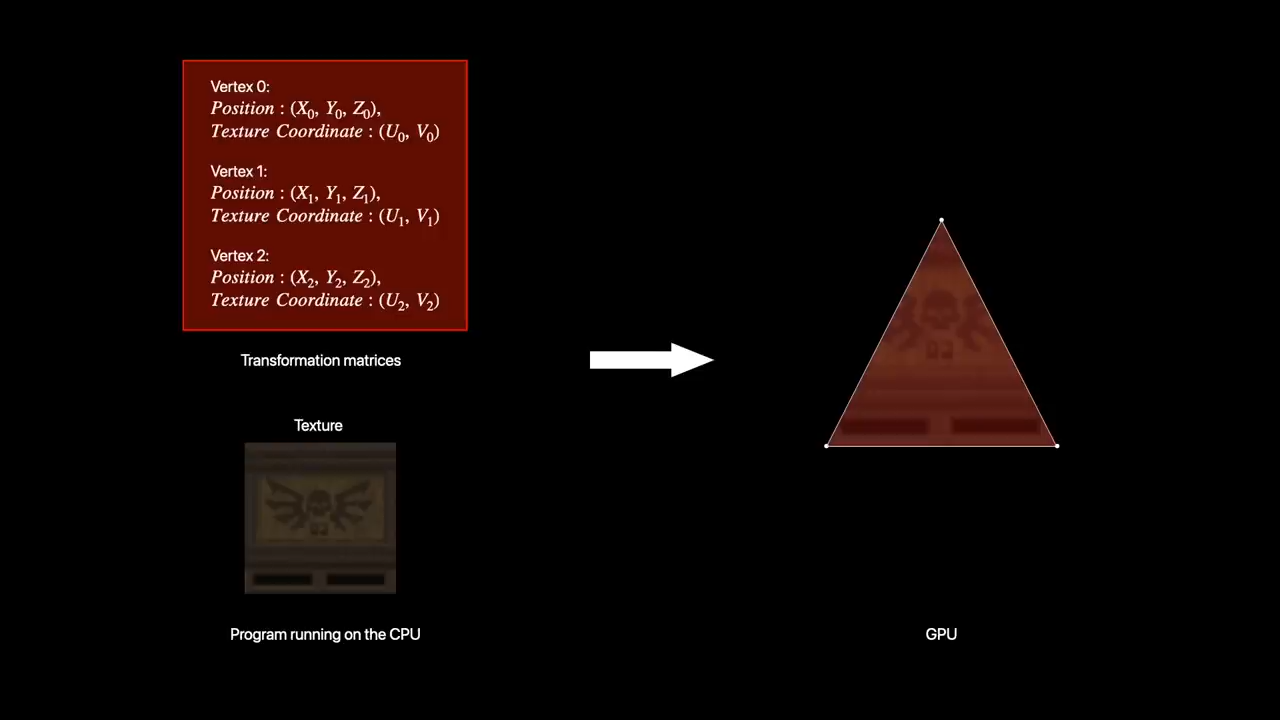 Vertex 0:
Position : (X₀, Y₀, Z₀),
Texture Coordinate : (U₀, V₀)
Vertex 1:
Position : (X₁, Y₁, Z₁),
Texture Coordinate : (U₁, V₁)
Vertex 2:
Position : (X₂, Y₂, Z₂),
Texture Coordinate : (U₂, V₂)
Transformation matrices
Texture
Program running on the CPU
GPU